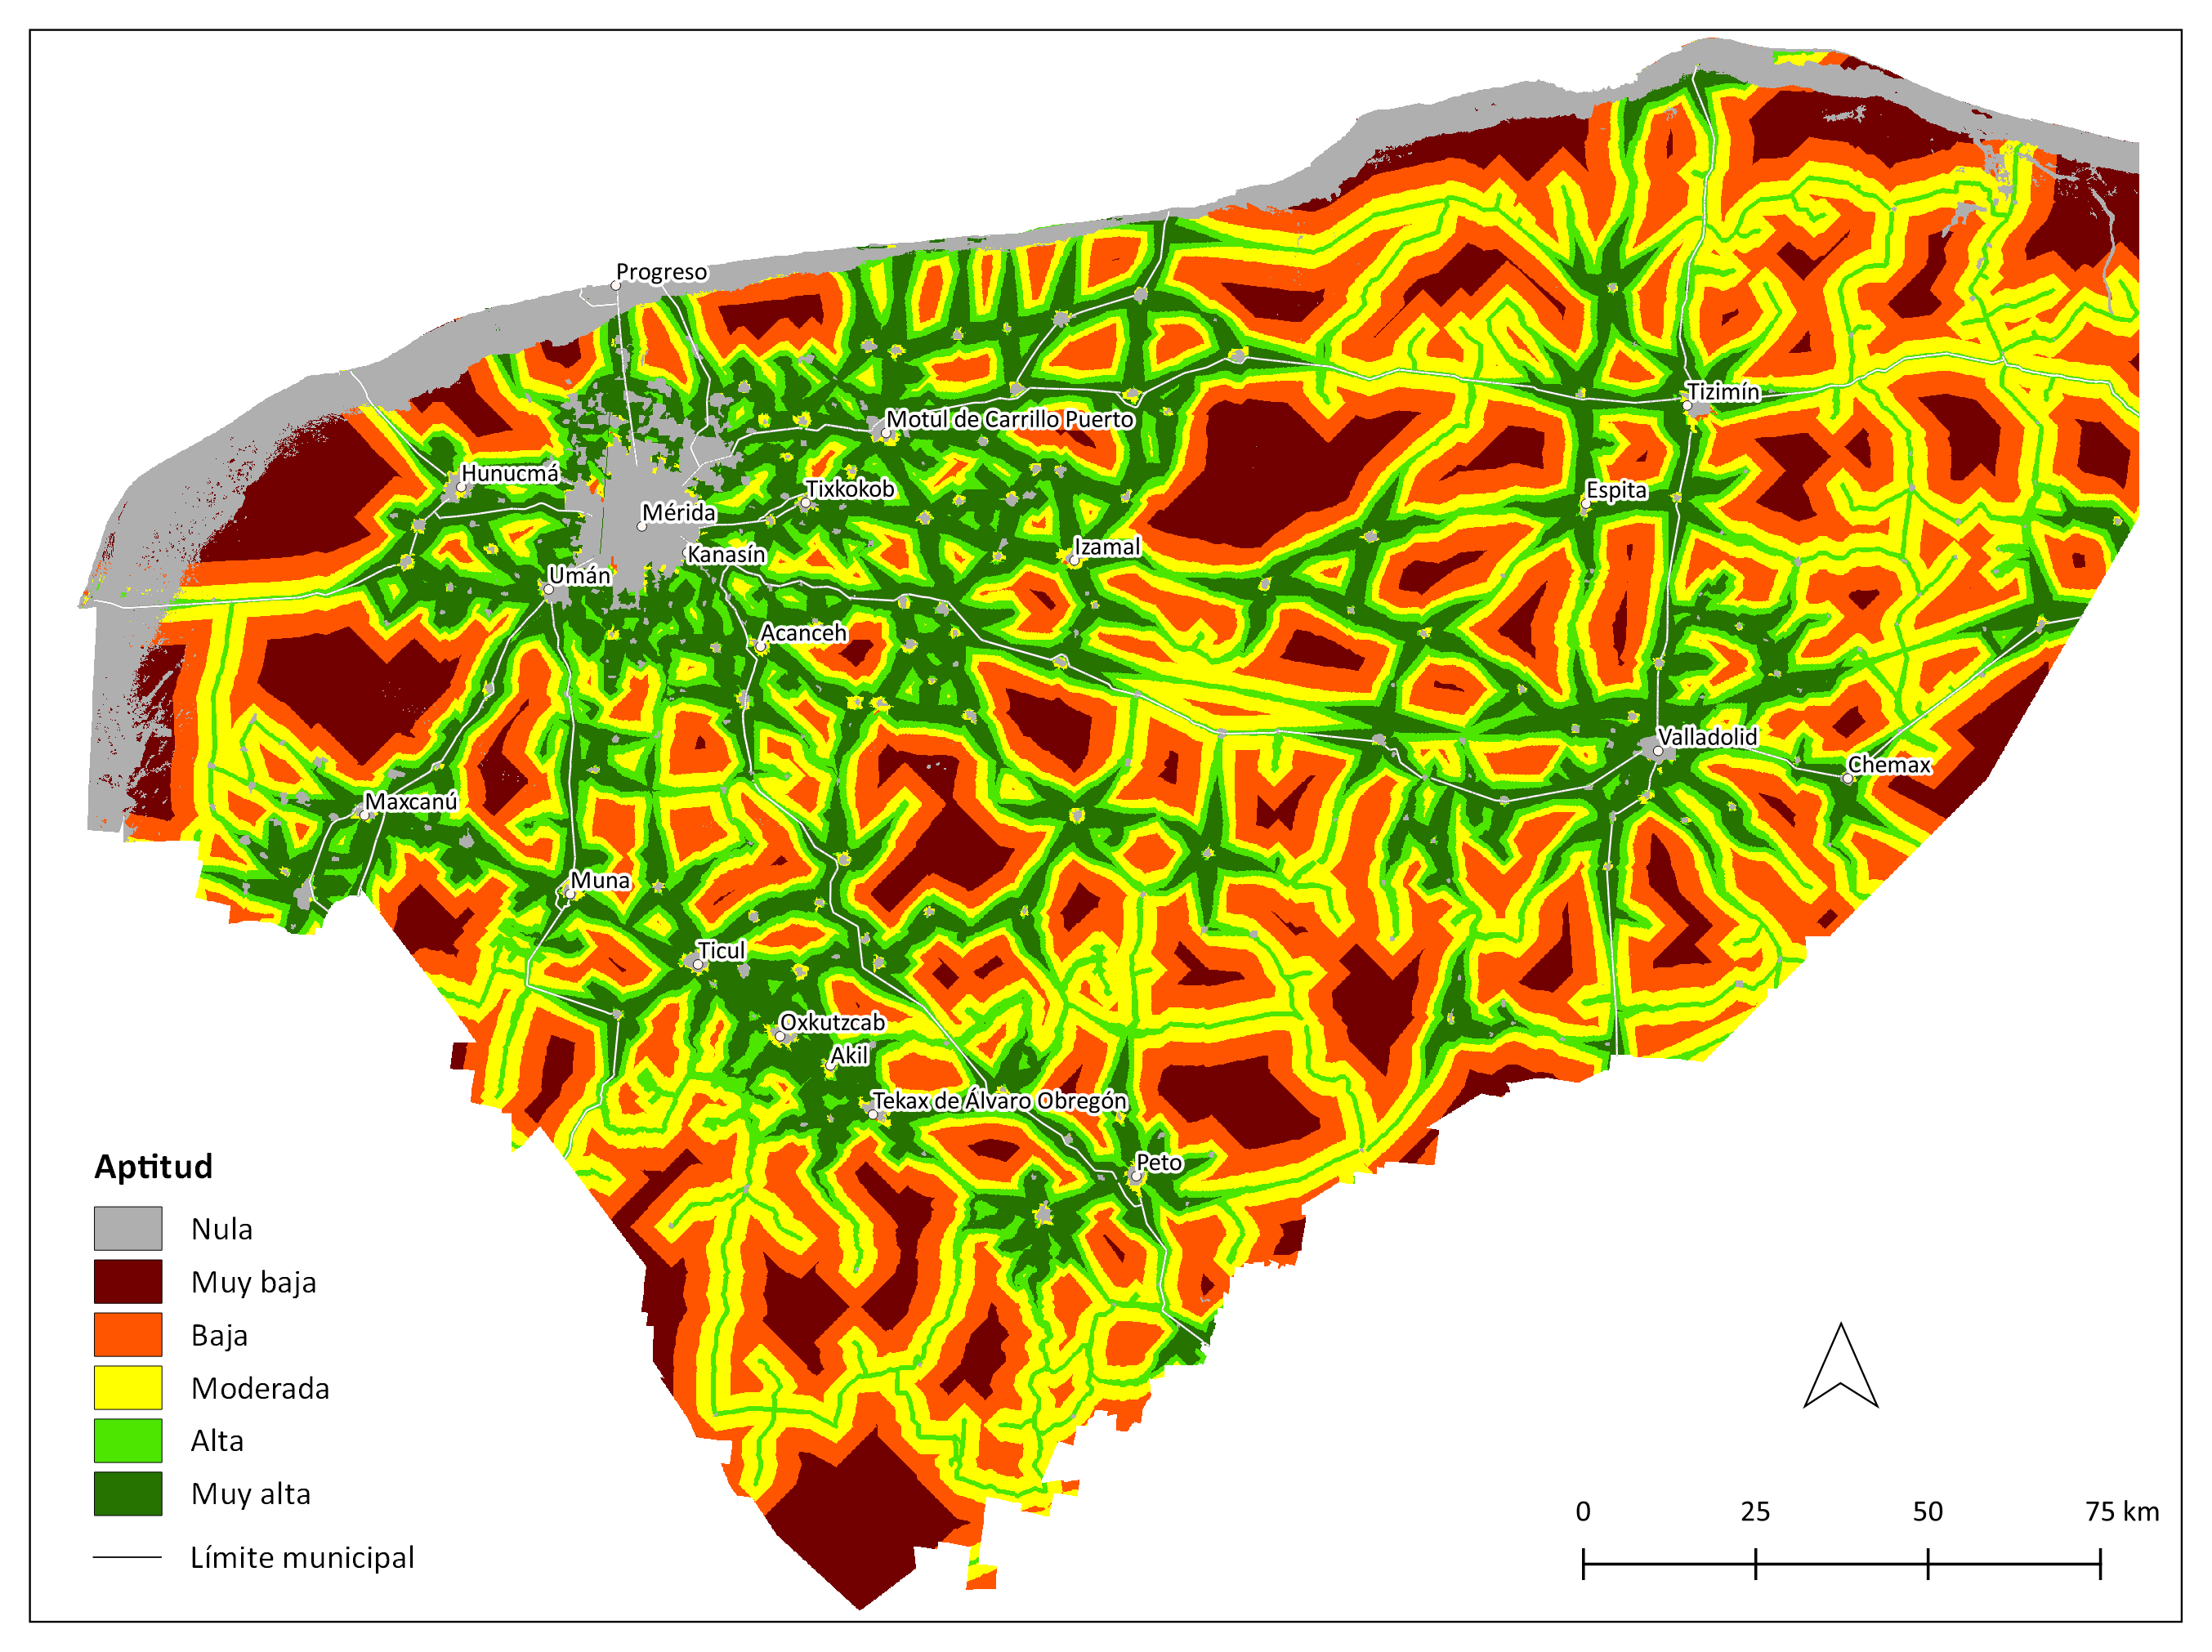 Progreso
Tizimín
Motul de Carrillo Puerto
Hunucmá
Tixkokob
Espita
Mérida
Kanasín
Izamal
Umán
Acanceh
Valladolid
Chemax
Maxcanú
Muna
Ticul
Oxkutzcab
Akil
Tekax de Álvaro Obregón
Peto
Aptitud
Nula
Muy baja
Baja
Moderada
Alta
Muy alta
Límite municipal
0 25 50 75 km